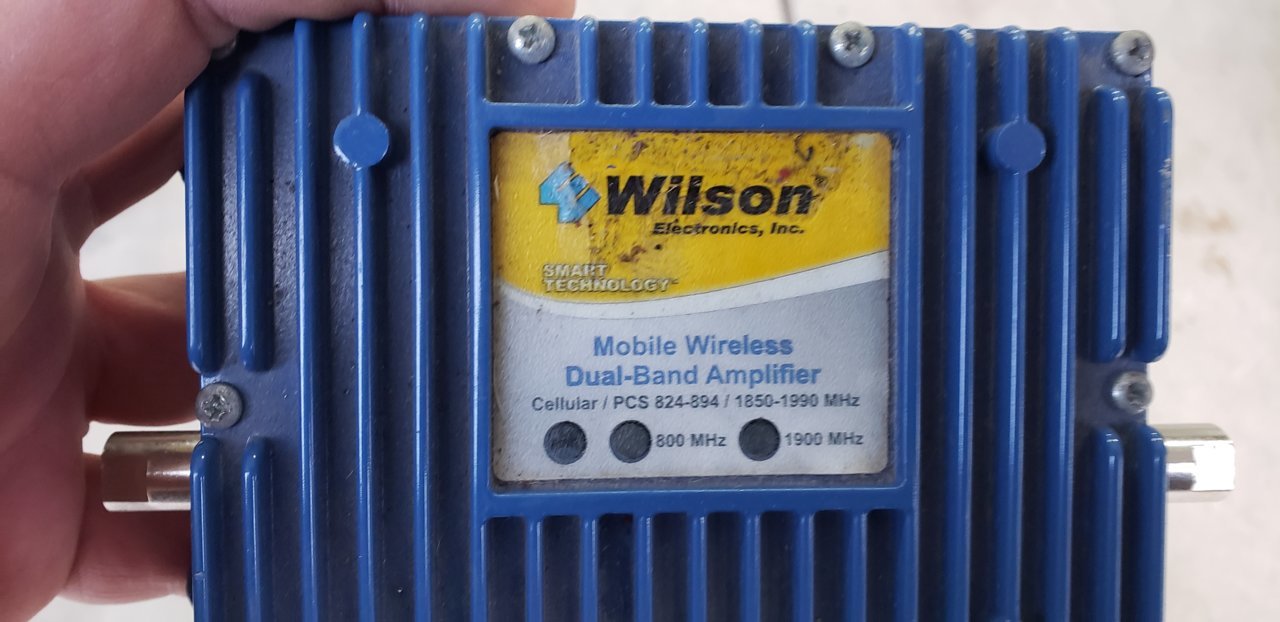 Wilson
Electronics, Inc.
SMART
TECHNOLOGY™
Mobile Wireless
Dual-Band Amplifier
Cellular / PCS 824-894 / 1850-1990 MHz
800 MHz 1900 MHz